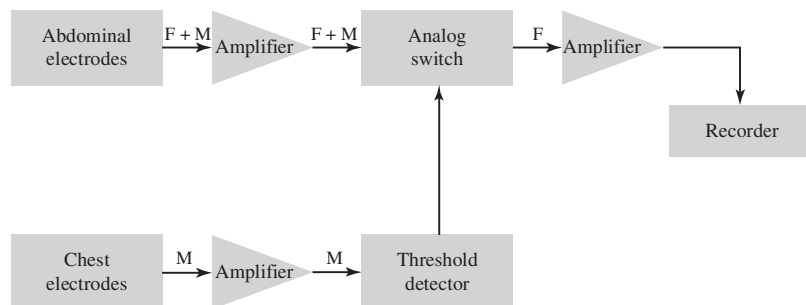 Abdominal
electrodes
F + M
Amplifier
F + M
Analog
switch
F
Amplifier
Recorder
Chest
electrodes
M
Amplifier
M
Threshold
detector